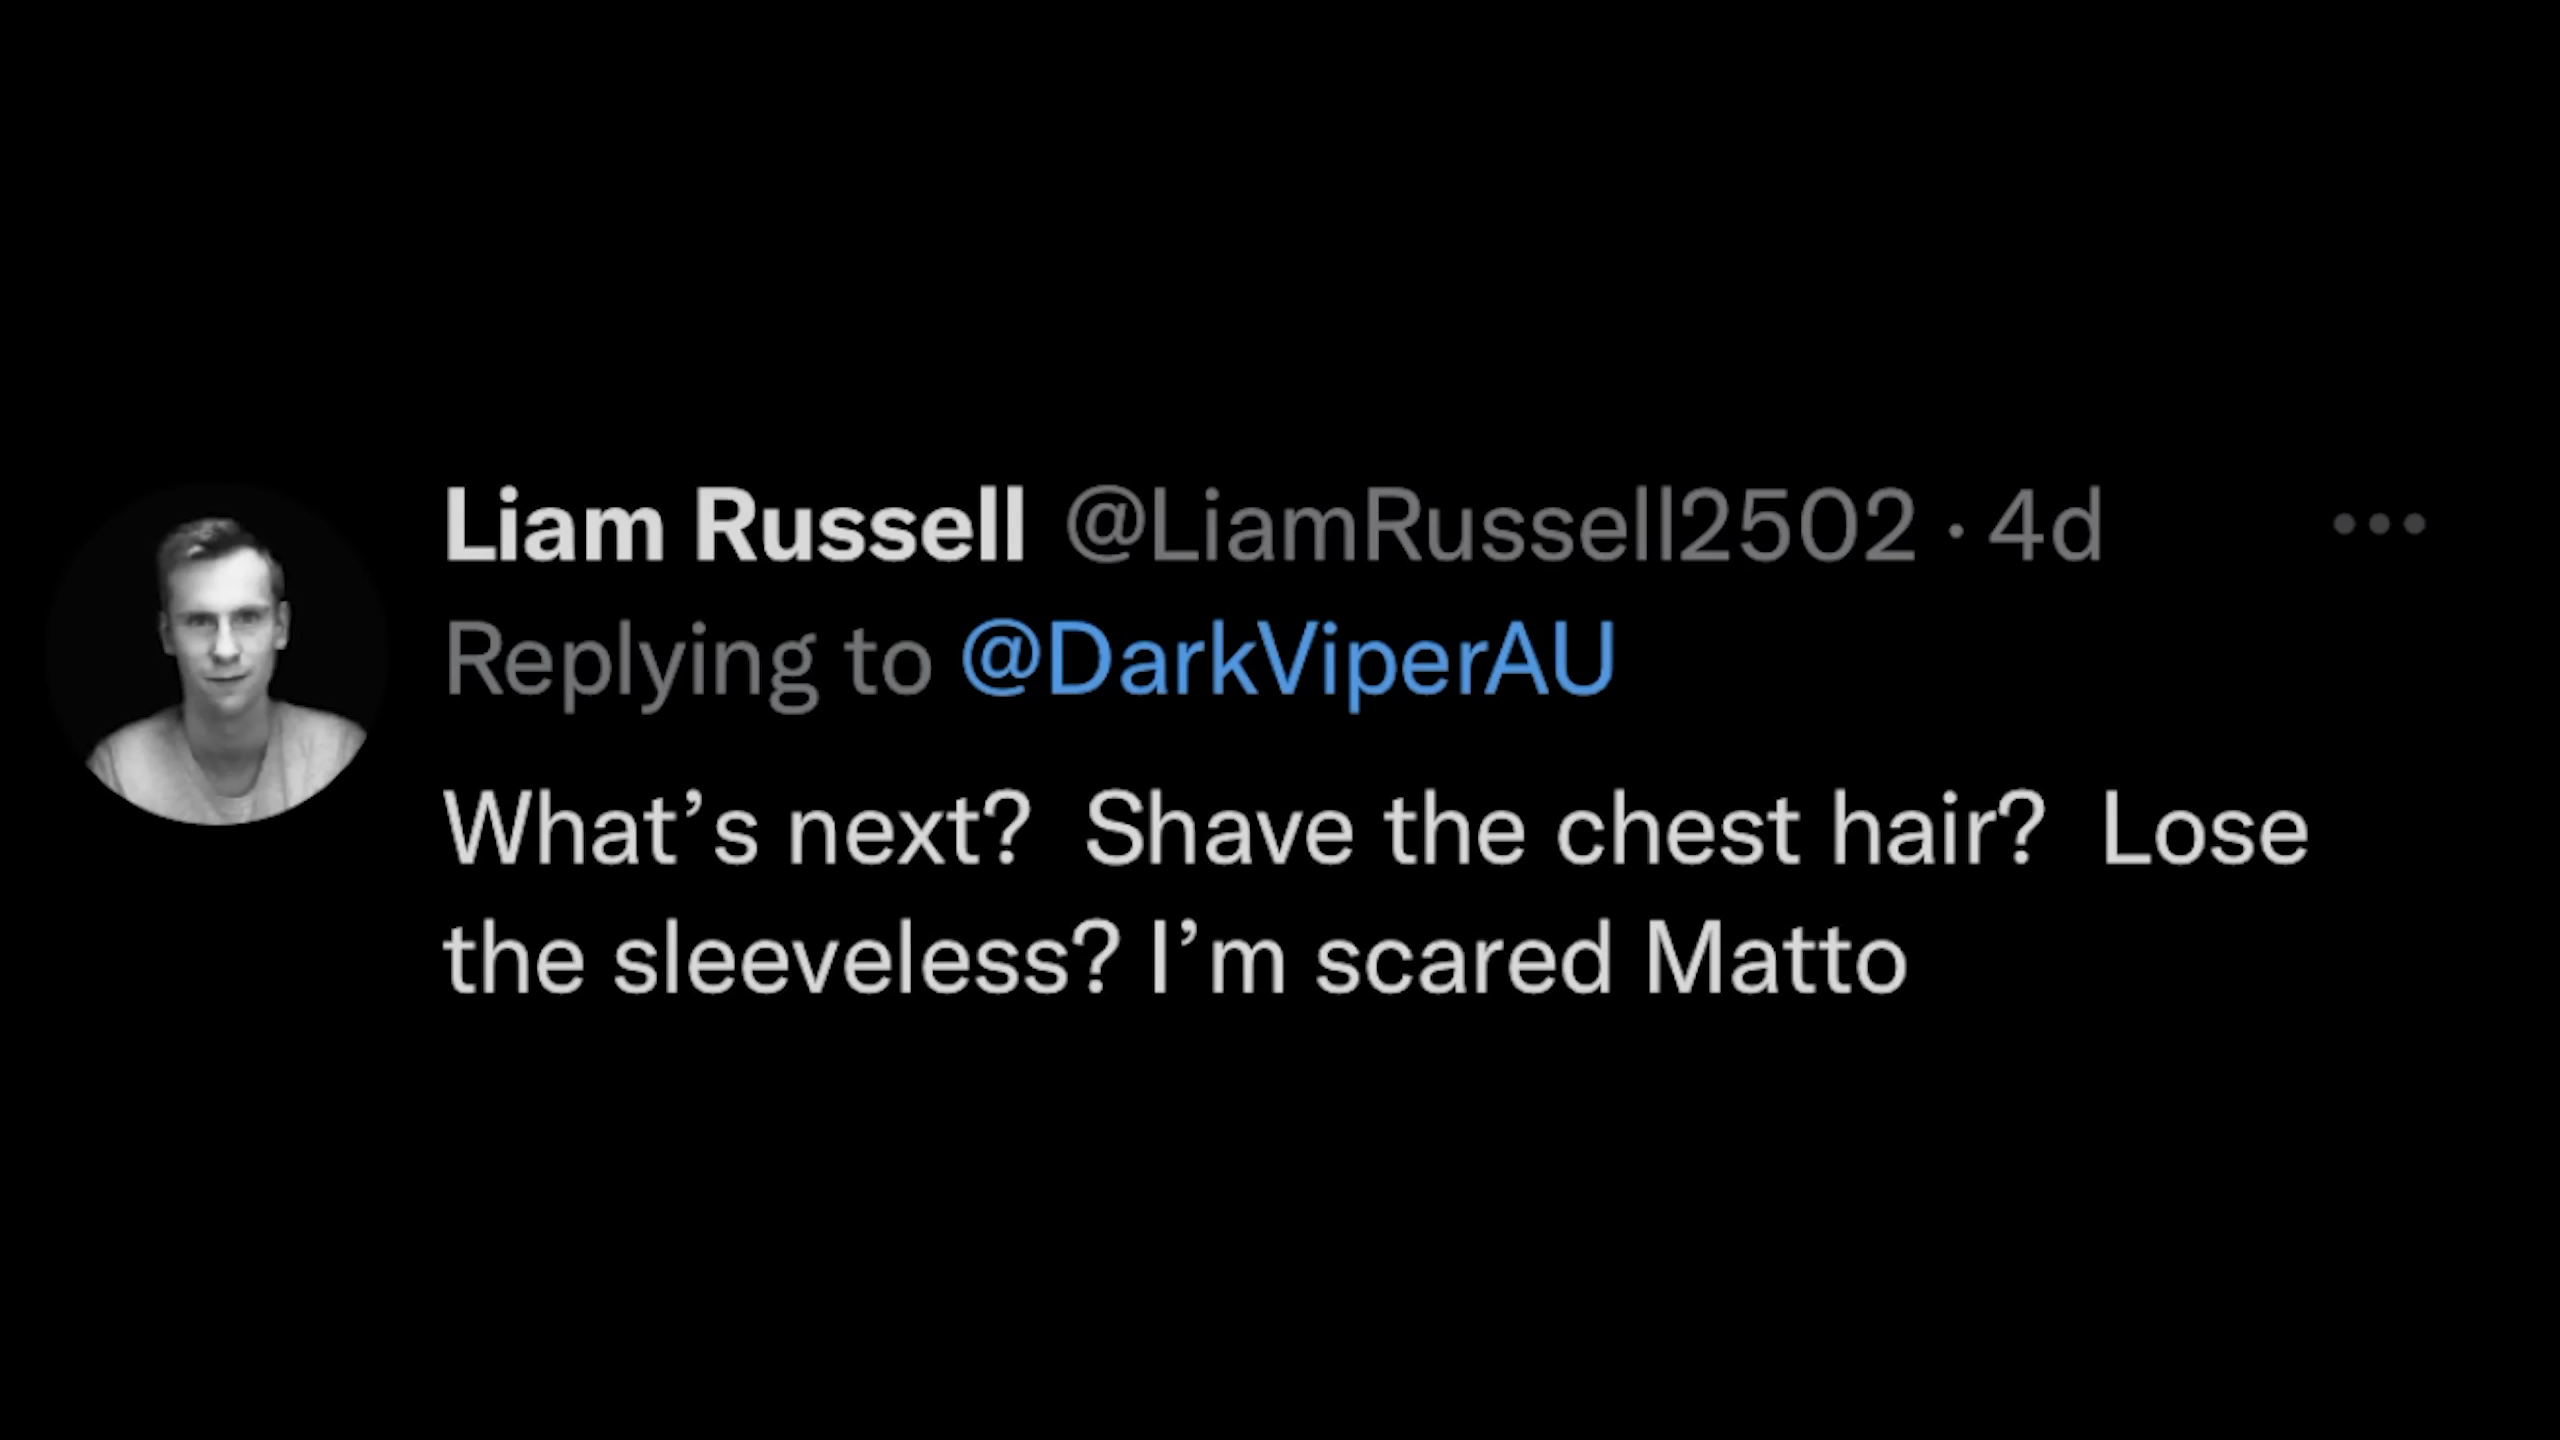 Liam Russell @LiamRussell2502 · 4d
Replying to @DarkViperAU
What’s next?  Shave the chest hair?  Lose
the sleeveless? I’m scared Matto